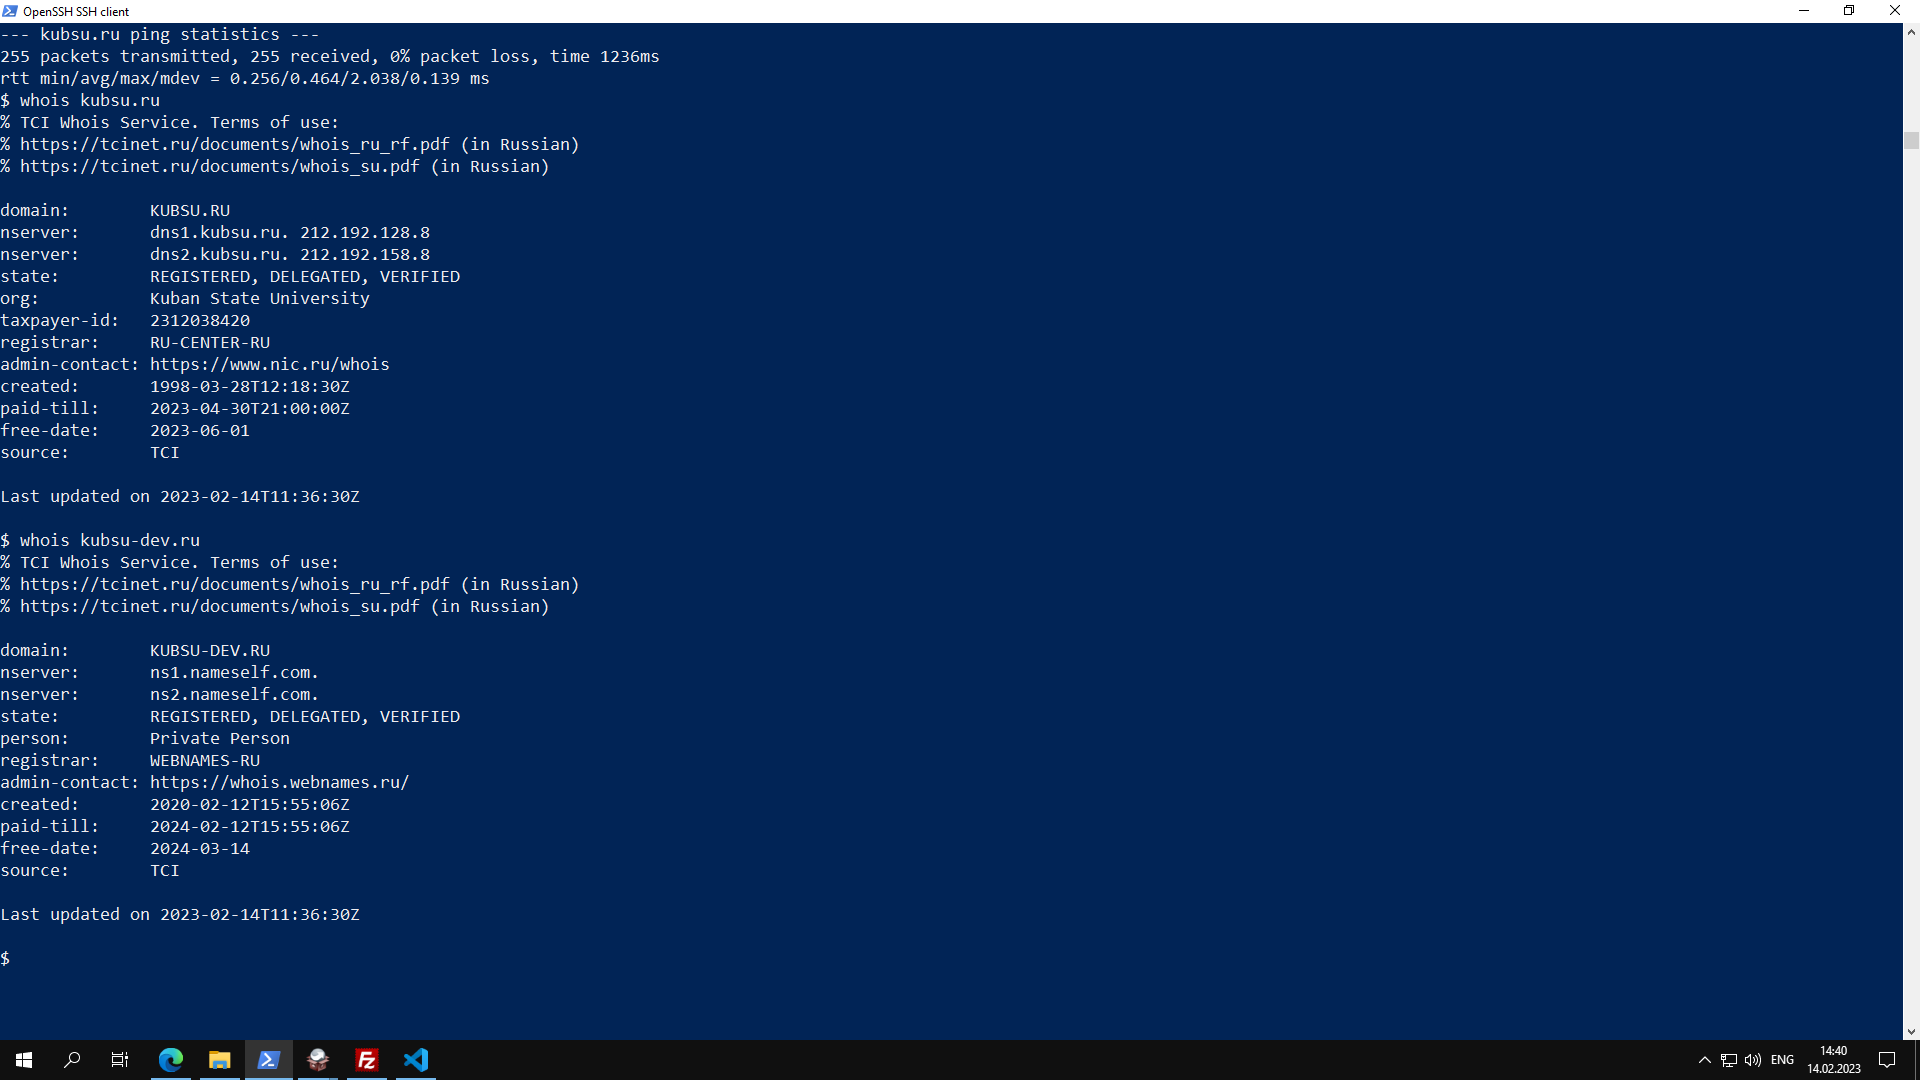 OpenSSH SSH client
--- kubsu.ru ping statistics ---
255 packets transmitted, 255 received, 0% packet loss, time 1236ms
rtt min/avg/max/mdev = 0.256/0.464/2.038/0.139 ms
$ whois kubsu.ru
% TCI Whois Service. Terms of use:
% https://tcinet.ru/documents/whois_ru_rf.pdf (in Russian)
% https://tcinet.ru/documents/whois_su.pdf (in Russian)
domain:        KUBSU.RU
nserver:       dns1.kubsu.ru. 212.192.128.8
nserver:       dns2.kubsu.ru. 212.192.158.8
state:         REGISTERED, DELEGATED, VERIFIED
org:           Kuban State University
taxpayer-id:   2312038420
registrar:     RU-CENTER-RU
admin-contact: https://www.nic.ru/whois
created:       1998-03-28T12:18:30Z
paid-till:     2023-04-30T21:00:00Z
free-date:     2023-06-01
source:        TCI
Last updated on 2023-02-14T11:36:30Z
$ whois kubsu-dev.ru
% TCI Whois Service. Terms of use:
% https://tcinet.ru/documents/whois_ru_rf.pdf (in Russian)
% https://tcinet.ru/documents/whois_su.pdf (in Russian)
domain:        KUBSU-DEV.RU
nserver:       ns1.nameself.com.
nserver:       ns2.nameself.com.
state:         REGISTERED, DELEGATED, VERIFIED
person:        Private Person
registrar:     WEBNAMES-RU
admin-contact: https://whois.webnames.ru/
created:       2020-02-12T15:55:06Z
paid-till:     2024-02-12T15:55:06Z
free-date:     2024-03-14
source:        TCI
Last updated on 2023-02-14T11:36:30Z
$
ENG
14:40
14.02.2023